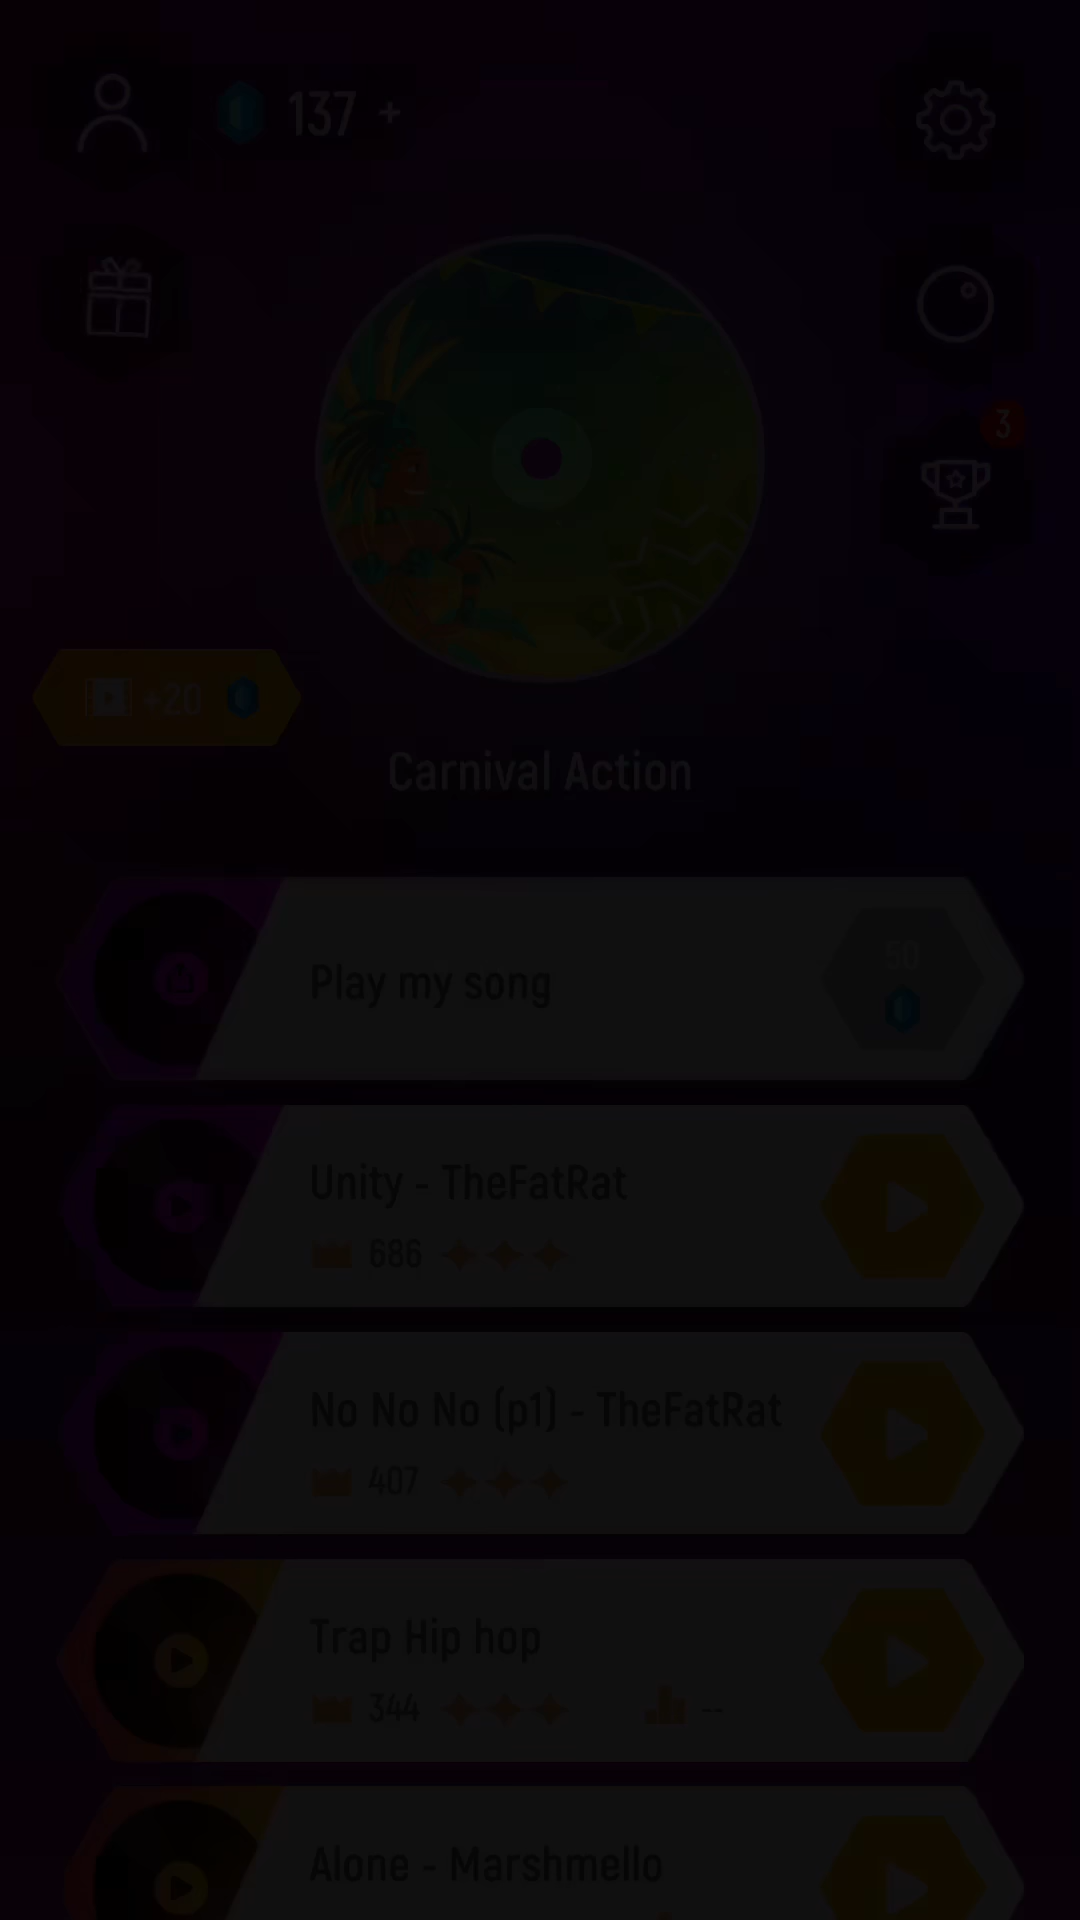 137 +
3
+20
Carnival Action
Play my song
50
Unity - TheFatRat
686
No No No (p1) - TheFatRat
407
Trap Hip hop
344
--
Alone - Marshmello